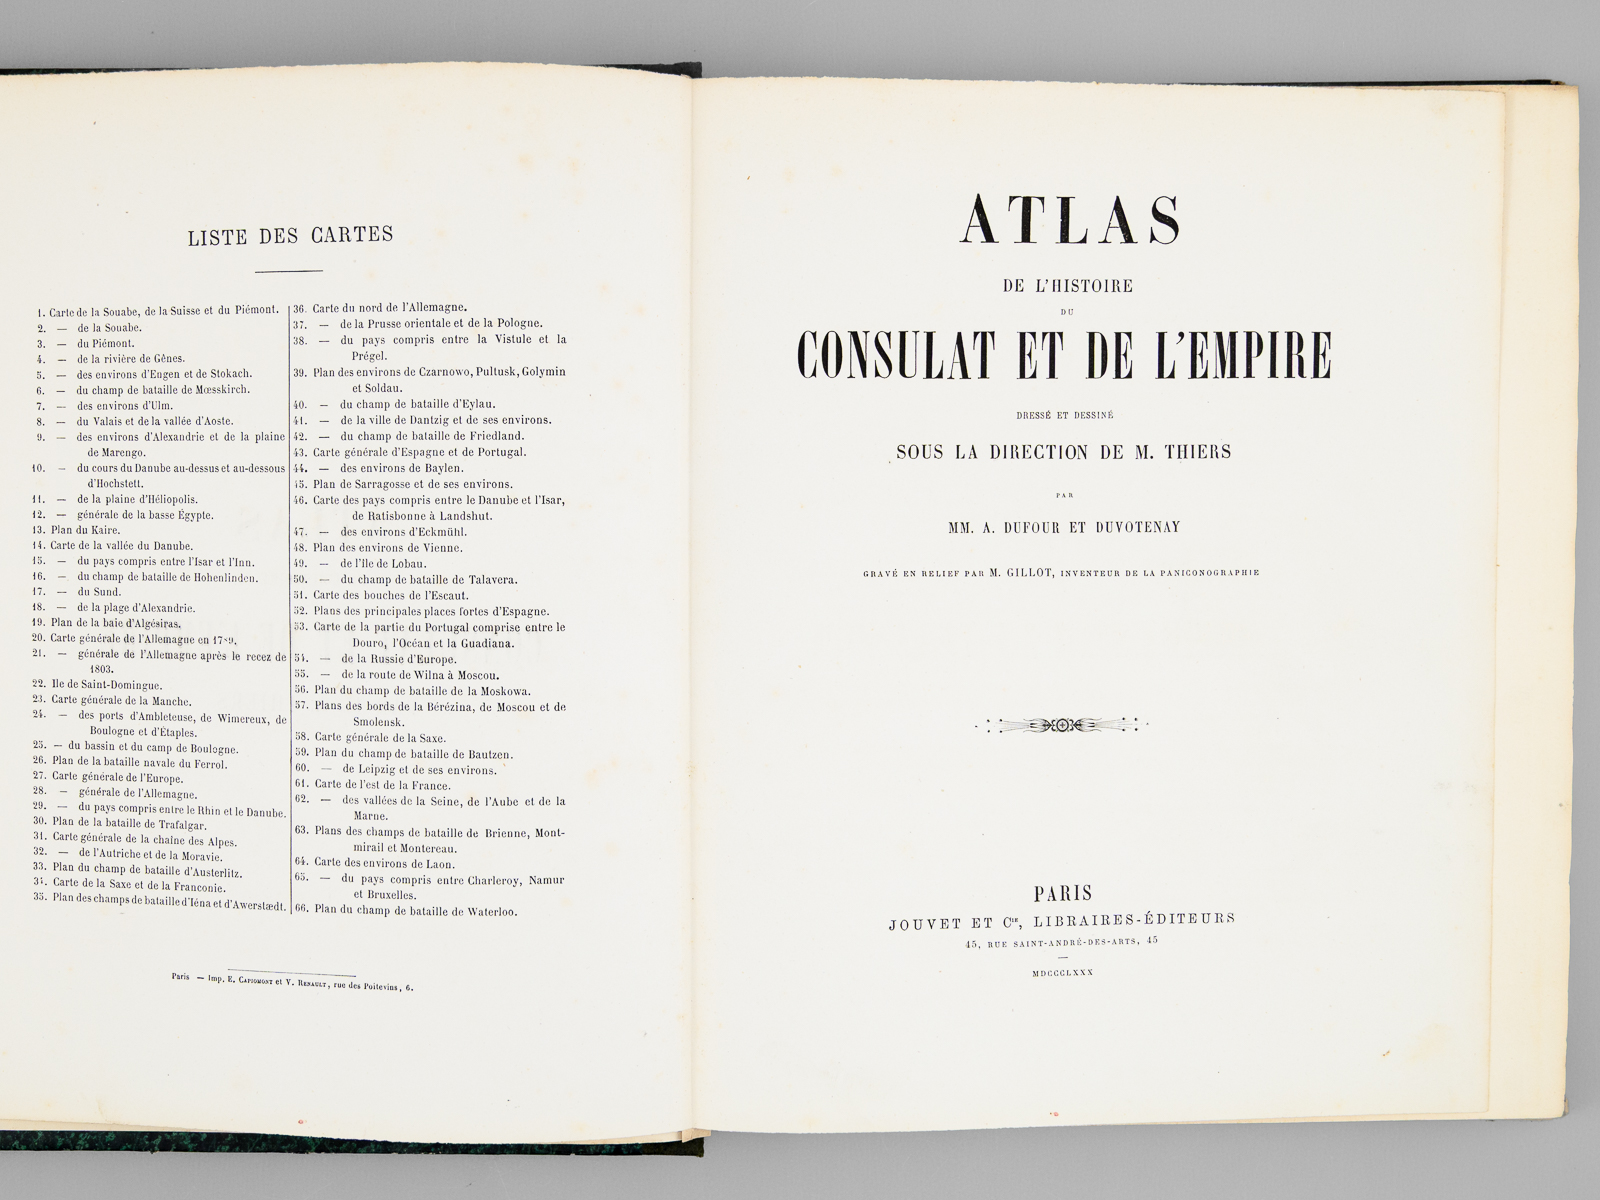 LISTE DES CARTES
1. Carte de la Souabe, de la Suisse et du Piémont.
2. — de la Souabe.
3. — du Piémont.
4. — de la rivière de Gênes.
5. — des environs d'Engen et de Stokach.
6. — du champ de bataille de Mœsskirch.
7. — des environs d'Ulm.
8. — du Valais et de la vallée d'Aoste.
9. — des environs d'Alexandrie et de la plaine
de Marengo.
10. — du cours du Danube au-dessus et au-dessous
d'Hochstett.
11. — de la plaine d'Héliopolis.
12. — générale de la basse Égypte.
13. Plan du Kaire.
14. Carte de la vallée du Danube.
15. — du pays compris entre l'Isar et l'Inn.
16. — du champ de bataille de Hohenlinden.
17. — du Sund.
18. — de la plage d'Alexandrie.
19. Plan de la baie d'Algésiras.
20. Carte générale de l'Allemagne en 1789.
21. — générale de l'Allemagne après le recez de
1803.
22. Ile de Saint-Domingue.
23. Carte générale de la Manche.
24. — des ports d'Ambleteuse, de Wimereux, de
Boulogne et d'Étaples.
25. — du bassin et du camp de Boulogne.
26. Plan de la bataille navale du Ferrol.
27. Carte générale de l'Europe.
28. — générale de l'Allemagne.
29. — du pays compris entre le Rhin et le Danube.
30. Plan de la bataille de Trafalgar.
31. Carte générale de la chaîne des Alpes.
32. — de l'Autriche et de la Moravie.
33. Plan du champ de bataille d'Austerlitz.
34. Carte de la Saxe et de la Franconie.
35. Plan des champs de bataille d'Iéna et d'Awerstædt.
36. Carte du nord de l'Allemagne.
37. — de la Prusse orientale et de la Pologne.
38. — du pays compris entre la Vistule et la
Prégel.
39. Plan des environs de Czarnowo, Pultusk, Golymin
et Soldau.
40. — du champ de bataille d'Eylau.
41. — de la ville de Dantzig et de ses environs.
42. — du champ de bataille de Friedland.
43. Carte générale d'Espagne et de Portugal.
44. — des environs de Baylen.
45. Plan de Sarragosse et de ses environs.
46. Carte des pays compris entre le Danube et l'Isar,
de Ratisbonne à Landshut.
47. — des environs d'Eckmühl.
48. Plan des environs de Vienne.
49. — de l'île de Lobau.
50. — du champ de bataille de Talavera.
51. Carte des bouches de l'Escaut.
52. Plans des principales places fortes d'Espagne.
53. Carte de la partie du Portugal comprise entre le
Douro, l'Océan et la Guadiana.
54. — de la Russie d'Europe.
55. — de la route de Wilna à Moscou.
56. Plan du champ de bataille de la Moskowa.
57. Plans des bords de la Bérézina, de Moscou et de
Smolensk.
58. Carte générale de la Saxe.
59. Plan du champ de bataille de Bautzen.
60. — de Leipzig et de ses environs.
61. Carte de l'est de la France.
62. — des vallées de la Seine, de l'Aube et de la
Marne.
63. Plans des champs de bataille de Brienne, Mont-
mirail et Montereau.
64. Carte des environs de Laon.
65. — du pays compris entre Charleroy, Namur
et Bruxelles.
66. Plan du champ de bataille de Waterloo.
Paris — Imp. E. CAPIOMONT et V. RENAULT, rue des Poitevins, 6.
ATLAS
DE L'HISTOIRE
DU
CONSULAT ET DE L'EMPIRE
DRESSÉ ET DESSINÉ
SOUS LA DIRECTION DE M. THIERS
PAR
MM. A. DUFOUR ET DUVOTENAY
GRAVÉ EN RELIEF PAR M. GILLOT, INVENTEUR DE LA PANICONOGRAPHIE
PARIS
JOUVET ET Cie, LIBRAIRES-ÉDITEURS
45, RUE SAINT-ANDRÉ-DES-ARTS, 45
MDCCCLXXX